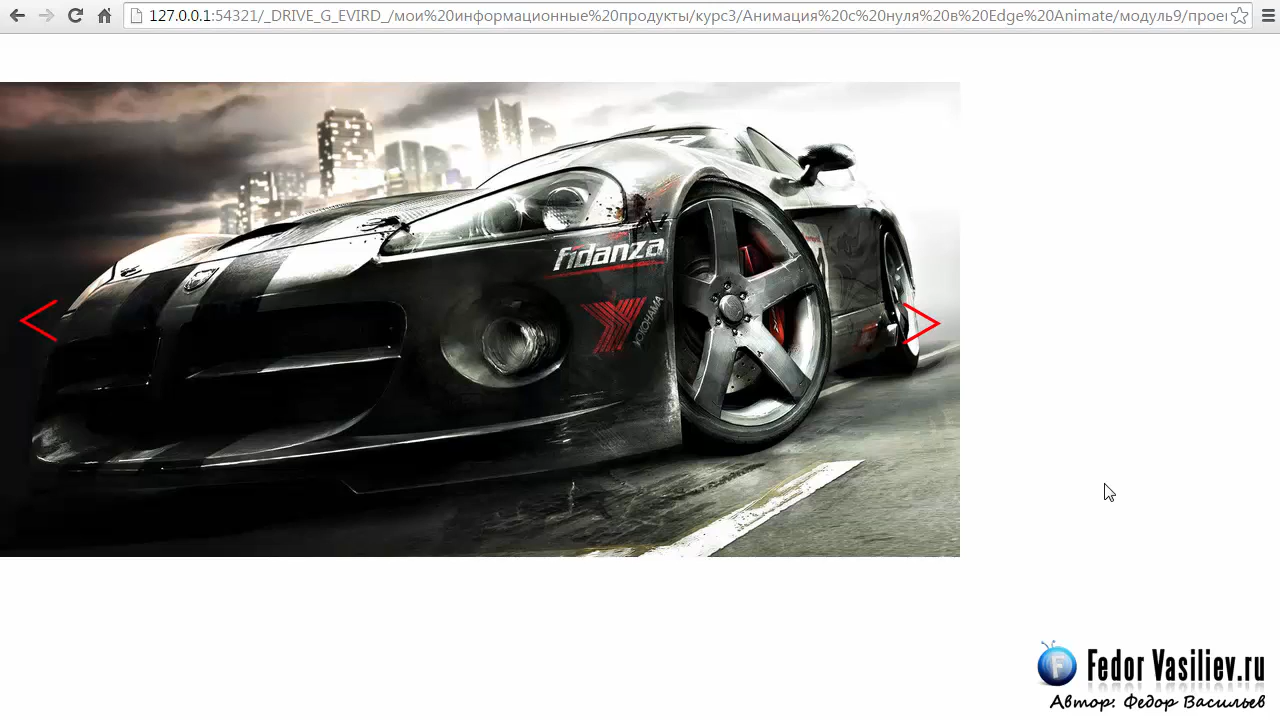 127.0.0.1:54321/_DRIVE_G_EVIRD_/мои%20информационные%20продукты/курс3/Анимация%20с%20нуля%20в%20Edge%20Animate/модуль9/прое
fidanza
YOKOHAMA
F
Fedor Vasiliev.ru
Автор: Федор Васильев